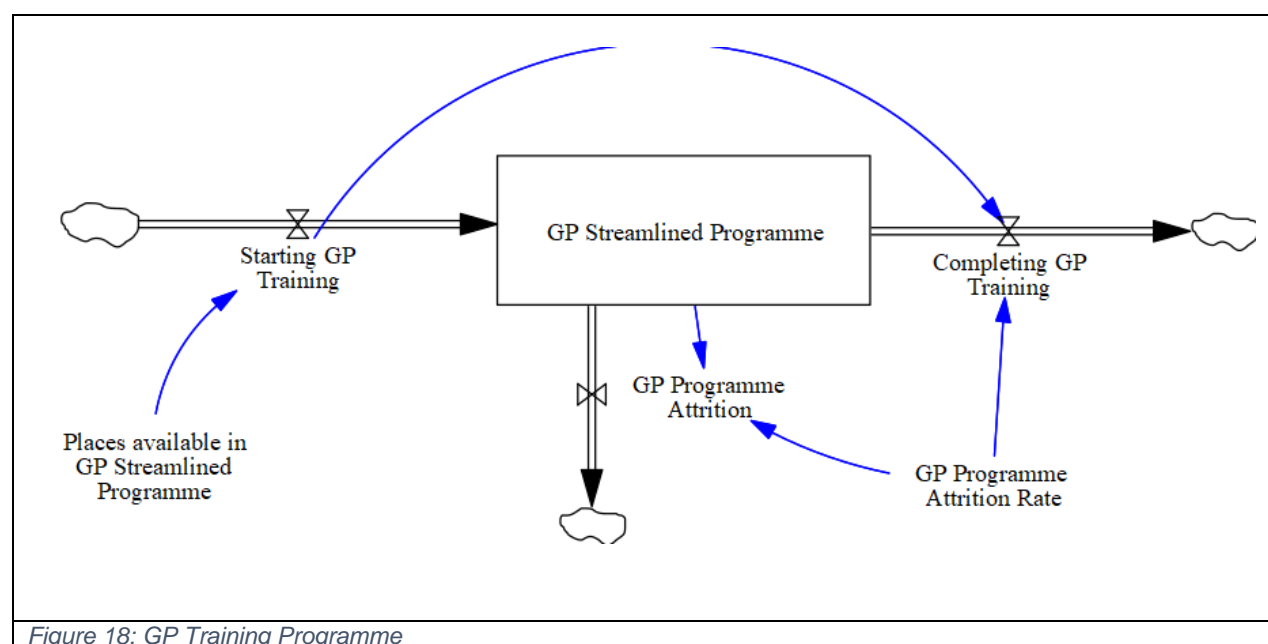 Starting GP
Training
GP Streamlined Programme
Completing GP
Training
GP Programme
Attrition
Places available in
GP Streamlined
Programme
GP Programme
Attrition Rate
Figure 18: GP Training Programme